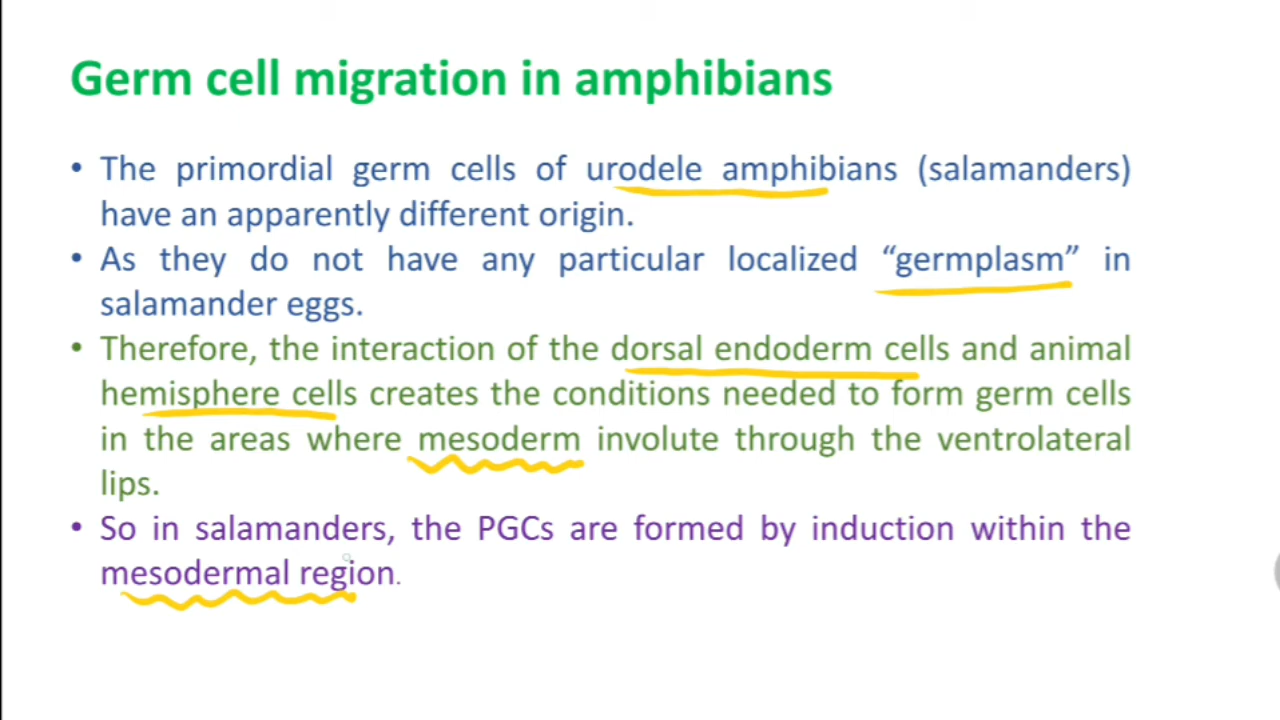 Germ cell migration in amphibians
• The primordial germ cells of urodele amphibians (salamanders)
have an apparently different origin.
• As they do not have any particular localized “germplasm” in
salamander eggs.
• Therefore, the interaction of the dorsal endoderm cells and animal
hemisphere cells creates the conditions needed to form germ cells
in the areas where mesoderm involute through the ventrolateral
lips.
• So in salamanders, the PGCs are formed by induction within the
mesodermal region.